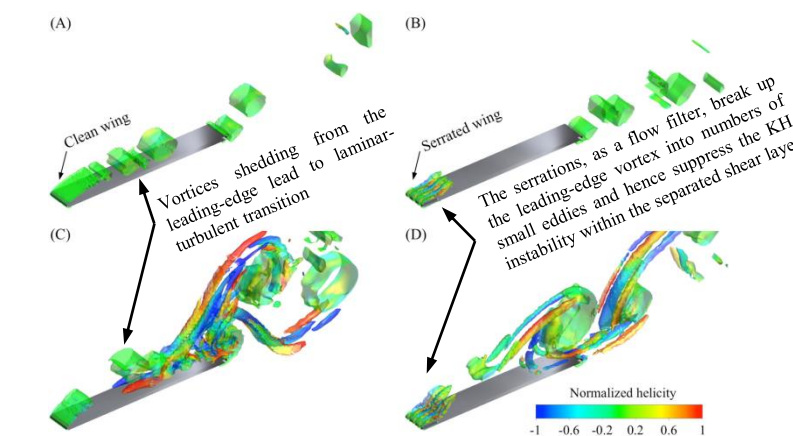 (A)
(B)
Clean wing
Serrated wing
Vortices shedding from the
leading-edge lead to laminar-
turbulent transition
The serrations, as a flow filter, break up
the leading-edge vortex into numbers of
small eddies and hence suppress the KH
instability within the separated shear laye
(C)
(D)
Normalized helicity
-1 -0.6 -0.2 0.2 0.6 1